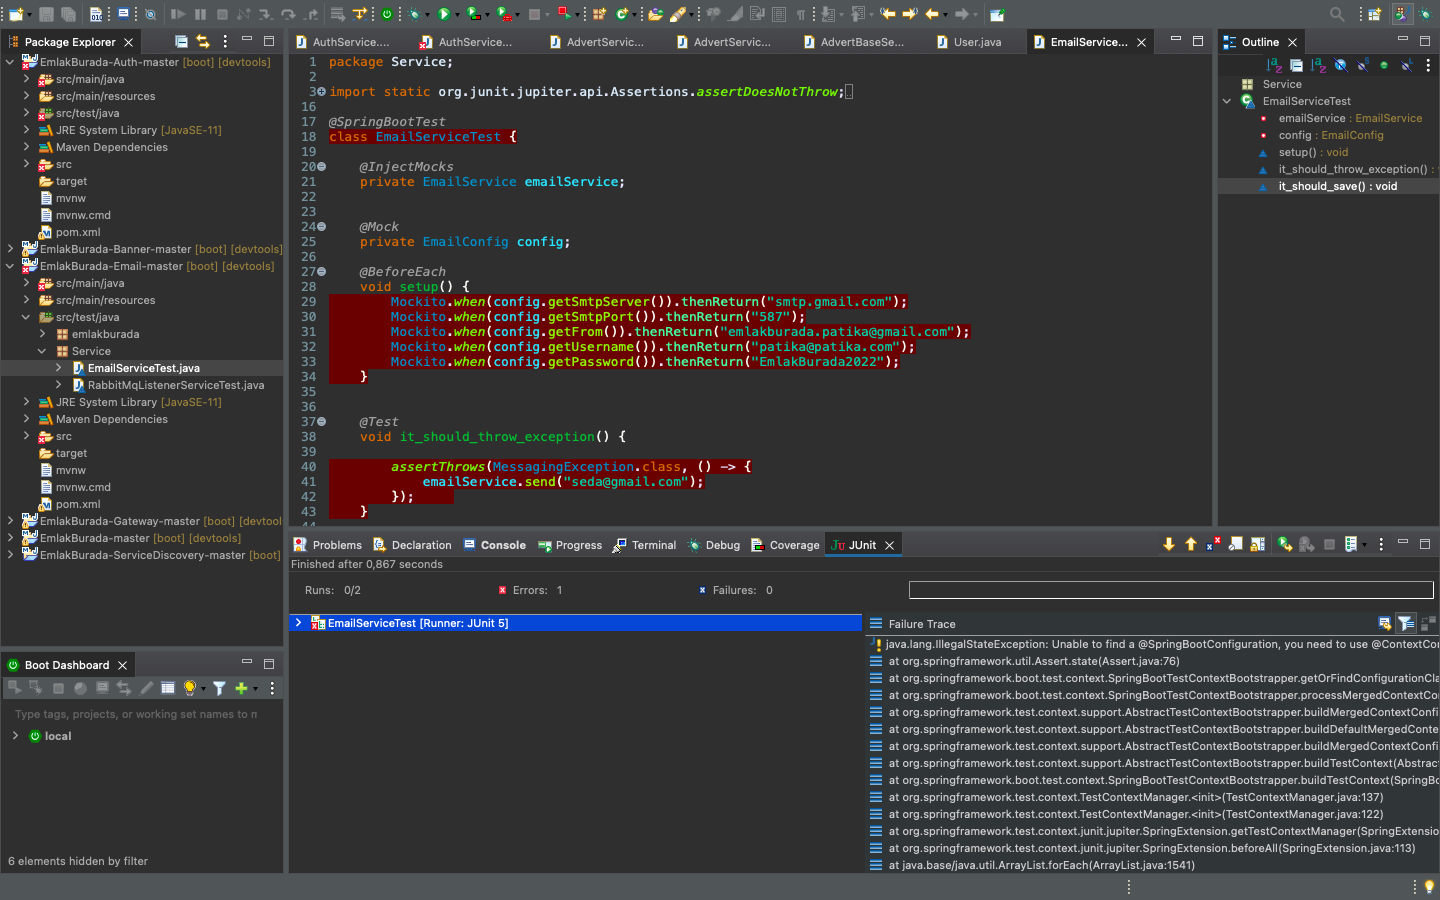 Package Explorer
EmlakBurada-Auth-master [boot] [devtools]
src/main/java
src/main/resources
src/test/java
JRE System Library [JavaSE-11]
Maven Dependencies
src
target
mvnw
mvnw.cmd
pom.xml
EmlakBurada-Banner-master [boot] [devtools]
EmlakBurada-Email-master [boot] [devtools]
src/main/java
src/main/resources
src/test/java
emlakburada
Service
EmailServiceTest.java
RabbitMqListenerServiceTest.java
JRE System Library [JavaSE-11]
Maven Dependencies
src
target
mvnw
mvnw.cmd
pom.xml
EmlakBurada-Gateway-master [boot] [devtool
EmlakBurada-master [boot] [devtools]
EmlakBurada-ServiceDiscovery-master [boot]
Boot Dashboard
Type tags, projects, or working set names to m
local
6 elements hidden by filter
AuthService....
AuthService...
AdvertServic...
AdvertServic...
AdvertBaseSe...
User.java
EmailService...
1 package Service;
2
3 import static org.junit.jupiter.api.Assertions.assertDoesNotThrow;
16
17 @SpringBootTest
18 class EmailServiceTest {
19
20 @InjectMocks
21 private EmailService emailService;
22
23
24 @Mock
25 private EmailConfig config;
26
27 @BeforeEach
28 void setup() {
29 Mockito.when(config.getSmtpServer()).thenReturn("smtp.gmail.com");
30 Mockito.when(config.getSmtpPort()).thenReturn("587");
31 Mockito.when(config.getFrom()).thenReturn("emlakburada.patika@gmail.com");
32 Mockito.when(config.getUsername()).thenReturn("patika@patika.com");
33 Mockito.when(config.getPassword()).thenReturn("EmlakBurada2022");
34 }
35
36
37 @Test
38 void it_should_throw_exception() {
39
40 assertThrows(MessagingException.class, () -> {
41 emailService.send("seda@gmail.com");
42 });
43 }
44
Outline
Service
EmailServiceTest
emailService : EmailService
config : EmailConfig
setup() : void
it_should_throw_exception() :
it_should_save() : void
Problems
Declaration
Console
Progress
Terminal
Debug
Coverage
JUnit
Finished after 0,867 seconds
Runs: 0/2
Errors: 1
Failures: 0
EmailServiceTest [Runner: JUnit 5]
Failure Trace
java.lang.IllegalStateException: Unable to find a @SpringBootConfiguration, you need to use @ContextCon
at org.springframework.util.Assert.state(Assert.java:76)
at org.springframework.boot.test.context.SpringBootTestContextBootstrapper.getOrFindConfigurationCla
at org.springframework.boot.test.context.SpringBootTestContextBootstrapper.processMergedContextCo
at org.springframework.test.context.support.AbstractTestContextBootstrapper.buildMergedContextConfi
at org.springframework.test.context.support.AbstractTestContextBootstrapper.buildDefaultMergedConte
at org.springframework.test.context.support.AbstractTestContextBootstrapper.buildMergedContextConfi
at org.springframework.test.context.support.AbstractTestContextBootstrapper.buildTestContext(Abstrac
at org.springframework.boot.test.context.SpringBootTestContextBootstrapper.buildTestContext(SpringBo
at org.springframework.test.context.TestContextManager.<init>(TestContextManager.java:137)
at org.springframework.test.context.TestContextManager.<init>(TestContextManager.java:122)
at org.springframework.test.context.junit.jupiter.SpringExtension.getTestContextManager(SpringExtensio
at org.springframework.test.context.junit.jupiter.SpringExtension.beforeAll(SpringExtension.java:113)
at java.base/java.util.ArrayList.forEach(ArrayList.java:1541)